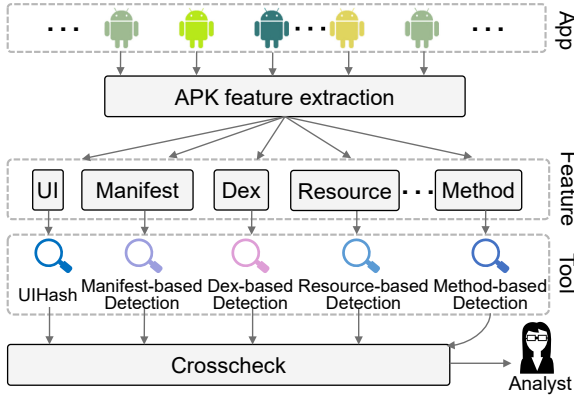 App
APK feature extraction
UI
Manifest
Dex
Resource
Method
Feature
UIHash
Manifest-based
Detection
Dex-based
Detection
Resource-based
Detection
Method-based
Detection
Tool
Crosscheck
Analyst